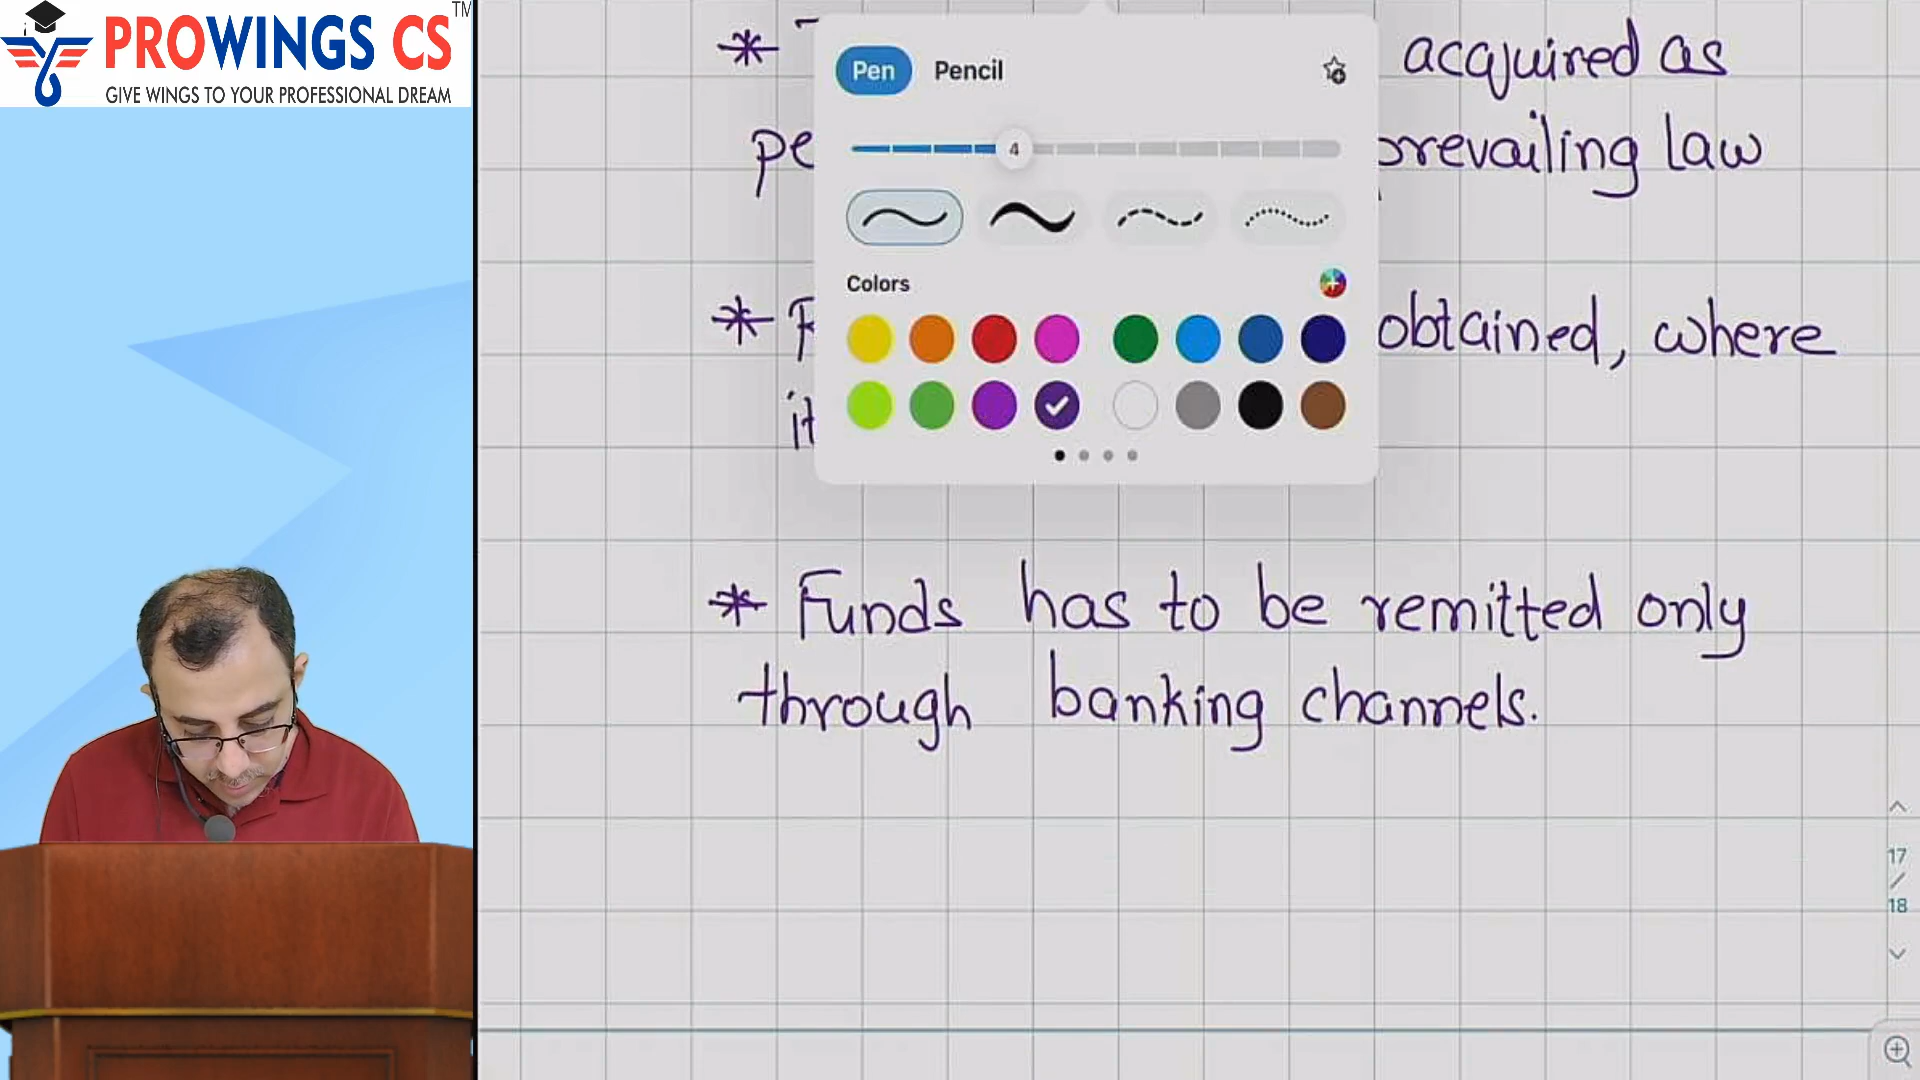 PROWINGS CS TM
GIVE WINGS TO YOUR PROFESSIONAL DREAM
Pen Pencil
4
Colors
* acquired as
prevailing law
* obtained, where
it
* Funds has to be remitted only
through banking channels.
17
/
18